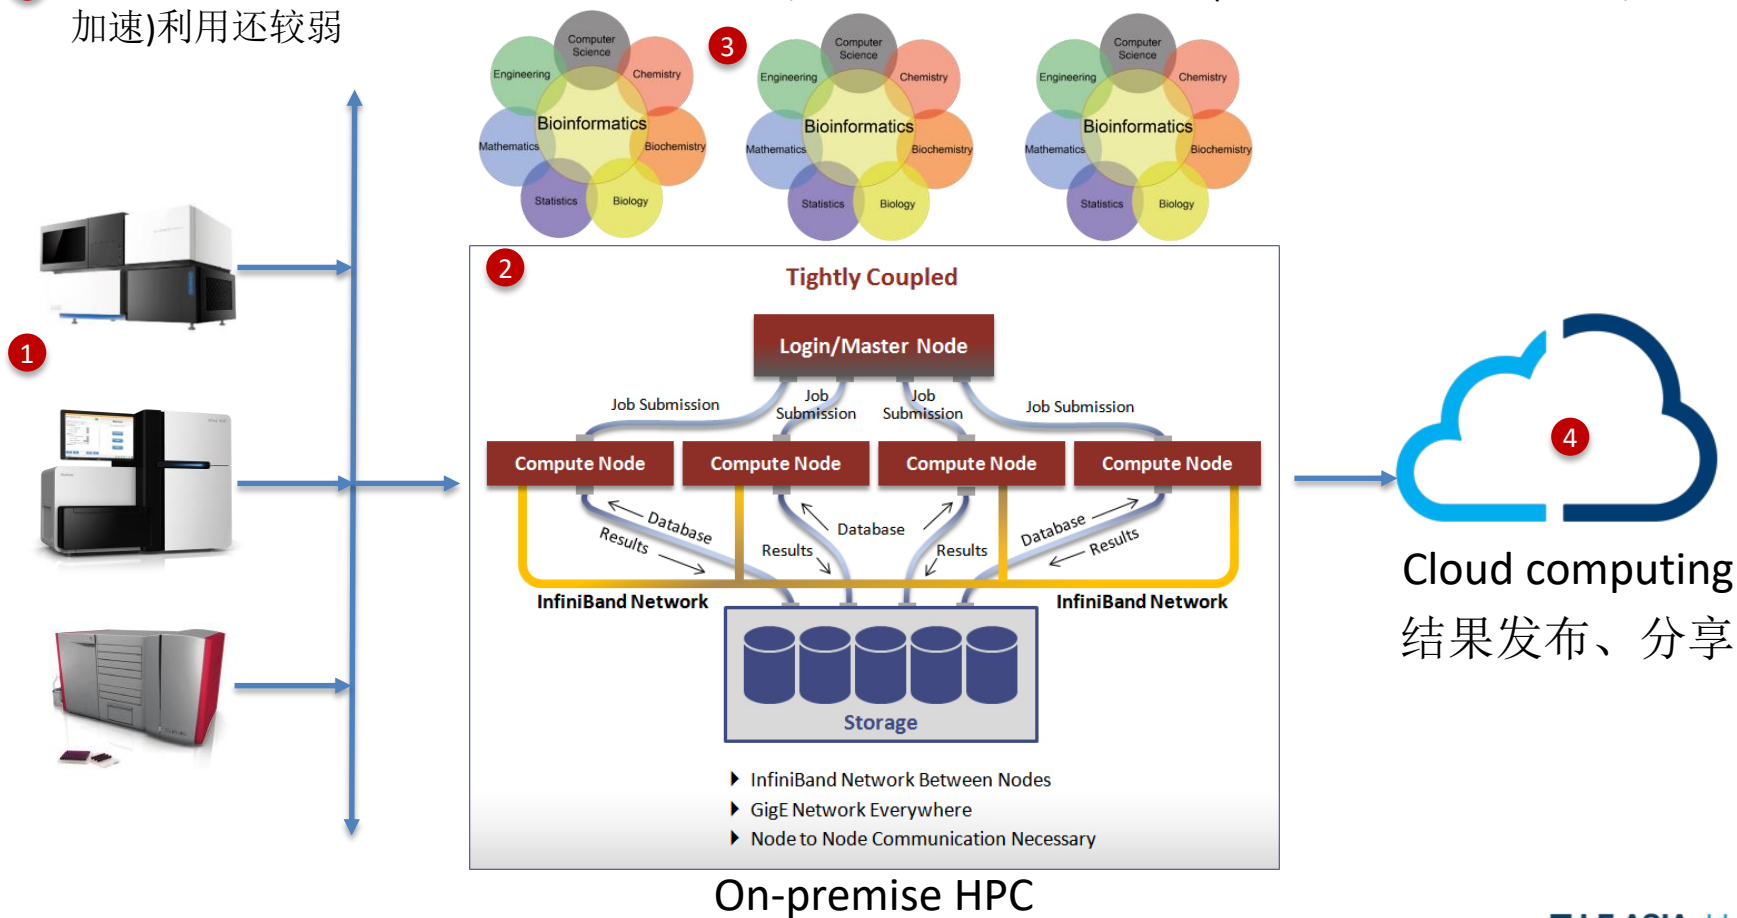 加速)利用还较弱
3
Computer
Science
Engineering
Chemistry
Bioinformatics
Mathematics
Biochemistry
Statistics
Biology
Computer
Science
Engineering
Chemistry
Bioinformatics
Mathematics
Biochemistry
Statistics
Biology
Computer
Science
Engineering
Chemistry
Bioinformatics
Mathematics
Biochemistry
Statistics
Biology
1
2
Tightly Coupled
Login/Master Node
Job Submission
Job
Submission
Job
Submission
Job Submission
Compute Node
Compute Node
Compute Node
Compute Node
Database
Results
Database
Results
Results
Database
Results
InfiniBand Network
InfiniBand Network
Storage
InfiniBand Network Between Nodes
GigE Network Everywhere
Node to Node Communication Necessary
On-premise HPC
4
Cloud computing
结果发布、分享